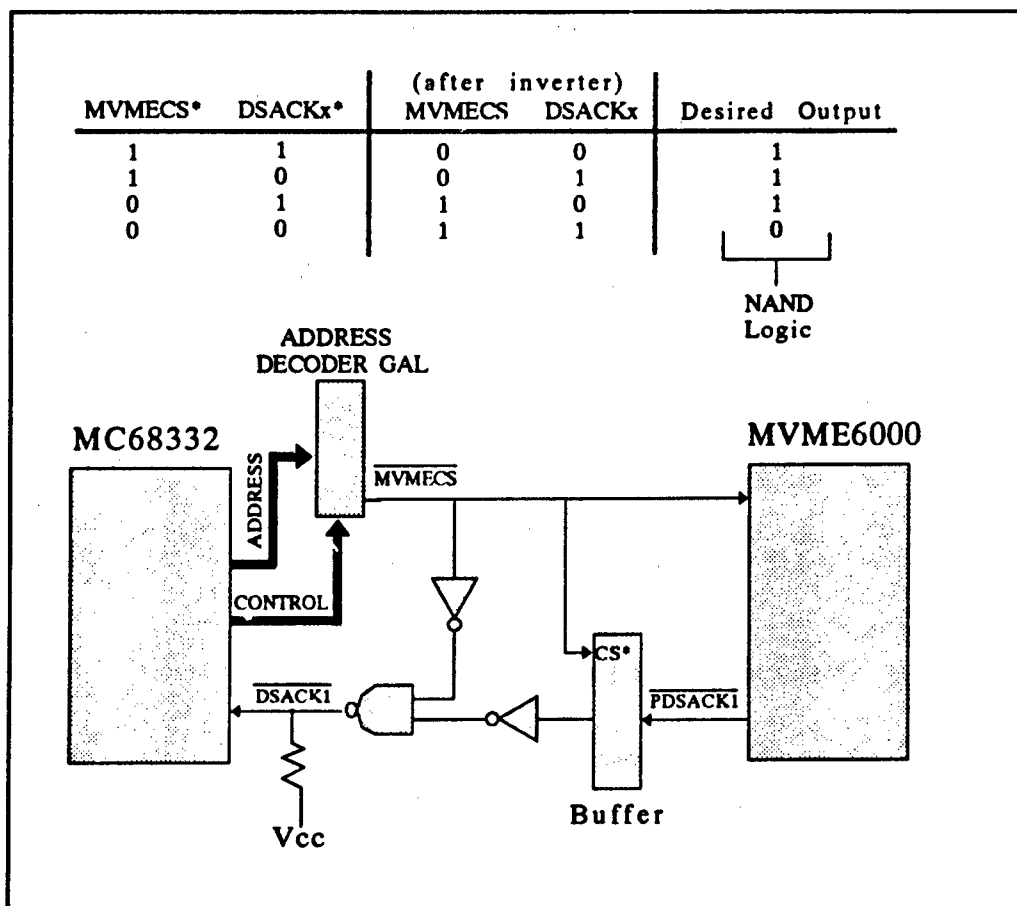 (after inverter)
MVMECS* DSACKx* MVMECS DSACKx Desired Output
1 1 0 0 1
1 0 0 1 1
0 1 1 0 1
0 0 1 1 0
NAND
Logic
ADDRESS
DECODER GAL
MC68332
MVME6000
ADDRESS
MVMECS
CONTROL
CS*
DSACK1
PDSACK1
Buffer
Vcc